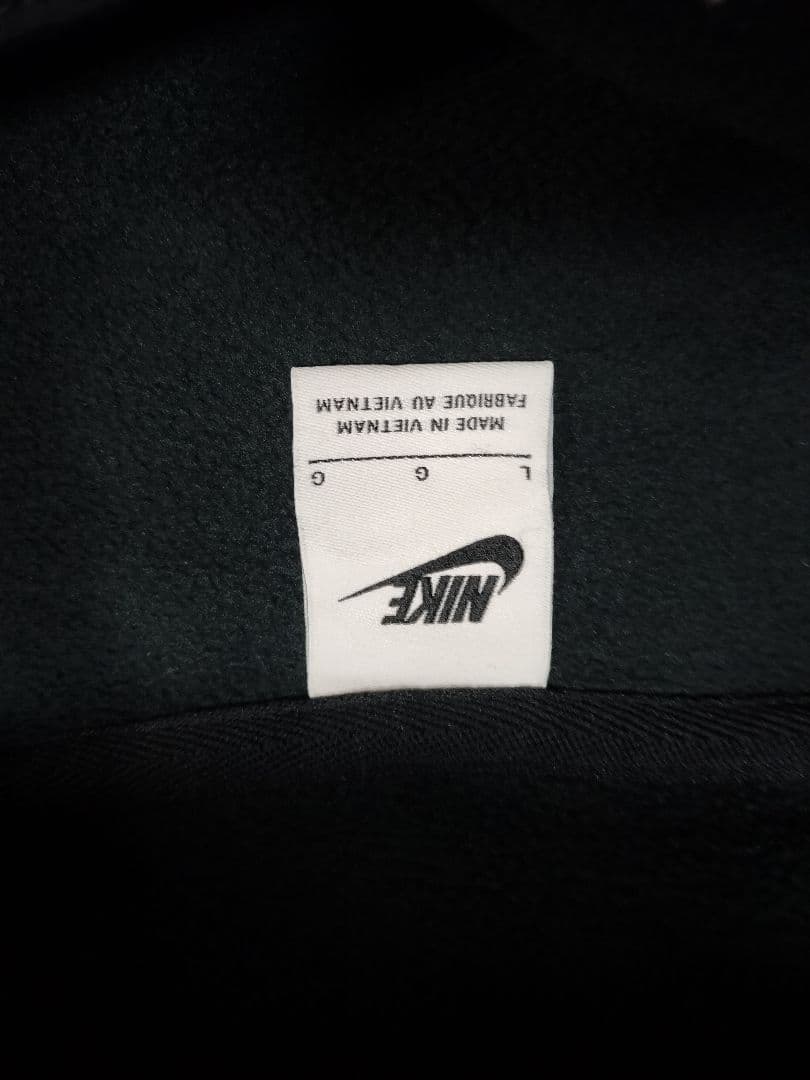 NIKE
L G G
MADE IN VIETNAM
FABRIQUE AU VIETNAM